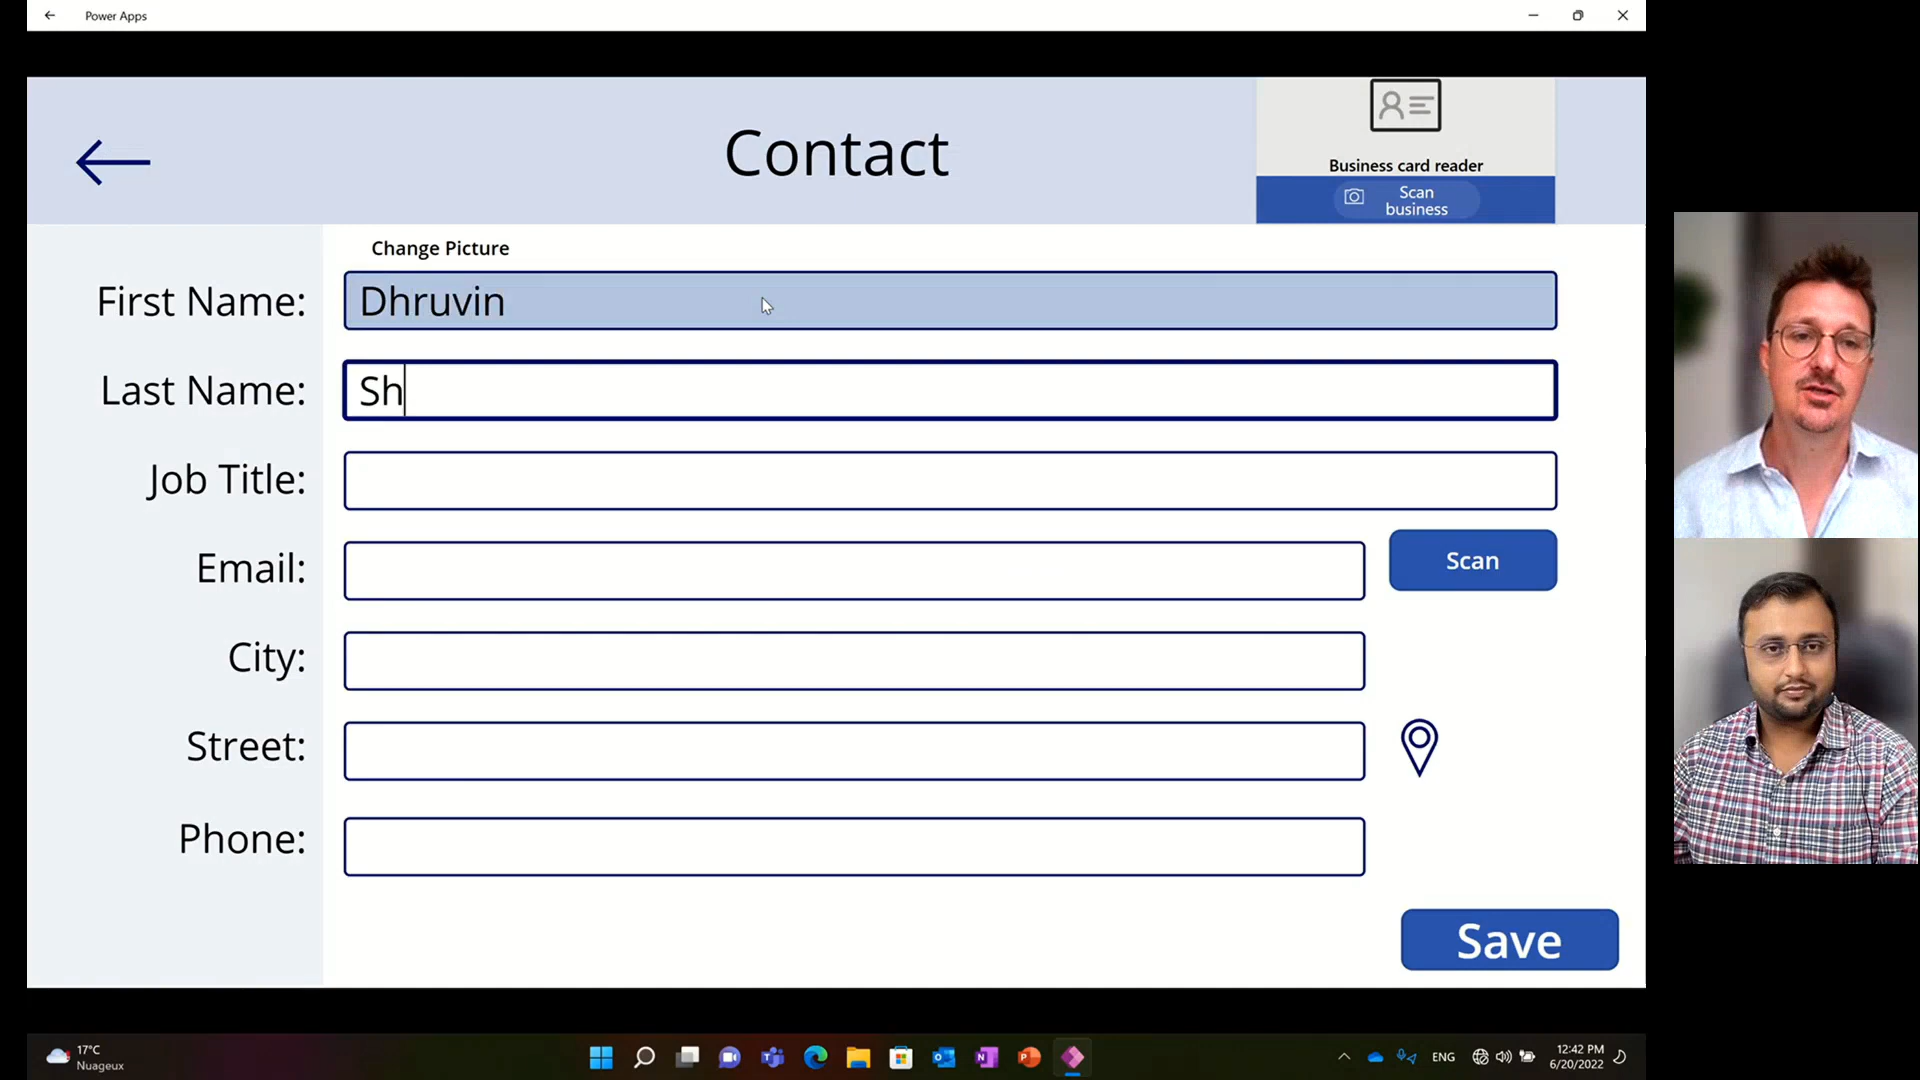 Power Apps
Contact
Business card reader
Scan
business
Change Picture
First Name:
Dhruvin
Last Name:
Sh
Job Title:
Email:
Scan
City:
Street:
Phone:
Save
17°C
Nuageux
ENG
12:42 PM
6/20/2022